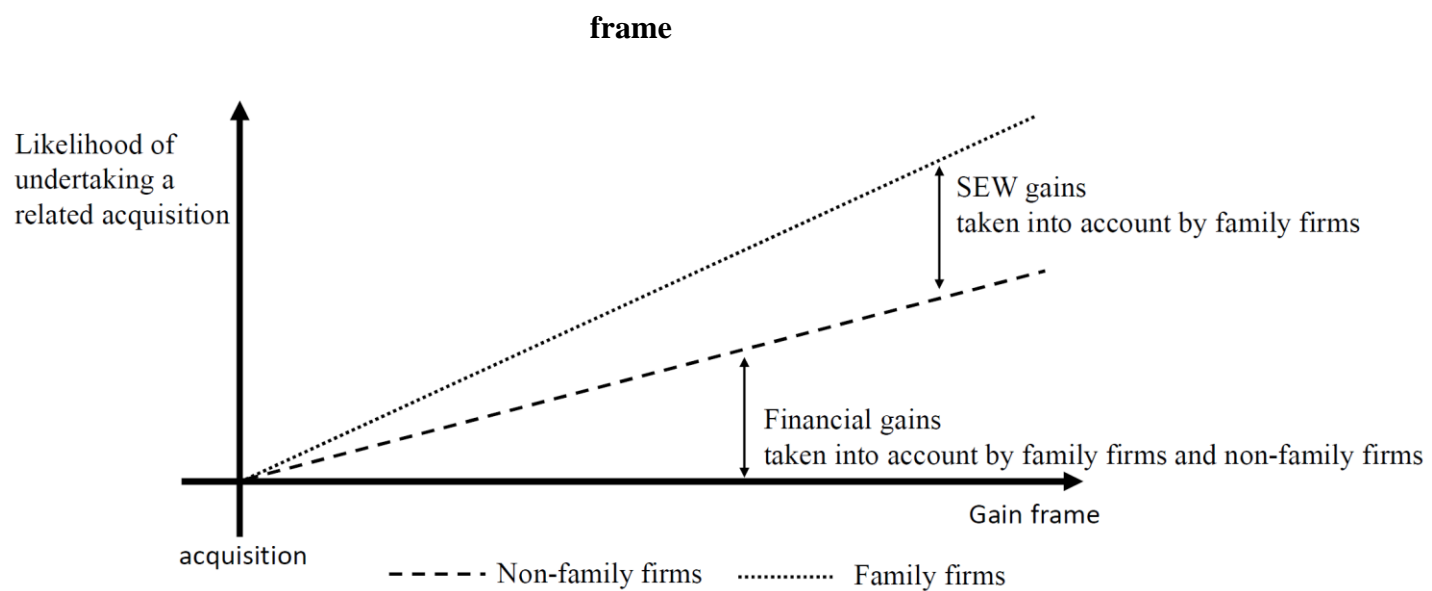 frame
Likelihood of
undertaking a
related acquisition
SEW gains
taken into account by family firms
Financial gains
taken into account by family firms and non-family firms
Gain frame
acquisition
Non-family firms
Family firms